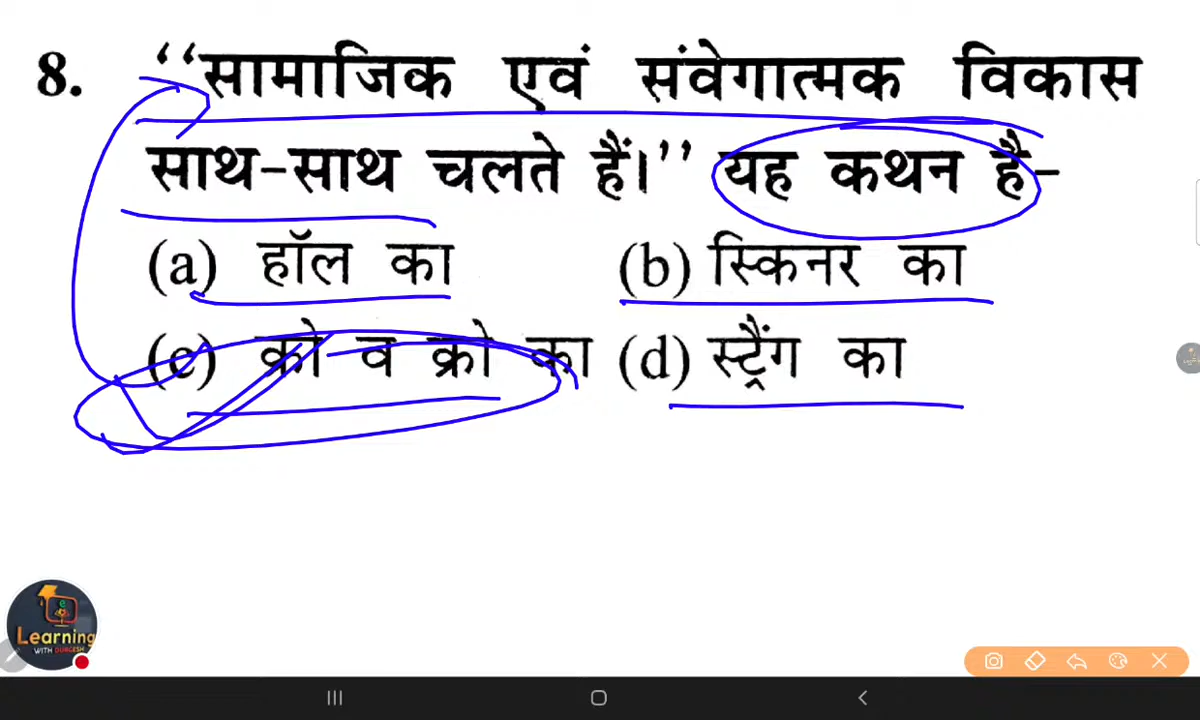 8. ‘‘सामाजिक एवं संवेगात्मक विकास
साथ-साथ चलते हैं।’’ यह कथन है-
(a) हॉल का (b) स्किनर का
(c) क्रो व क्रो का (d) स्ट्रैंग का
Learning
WITH DURGESH